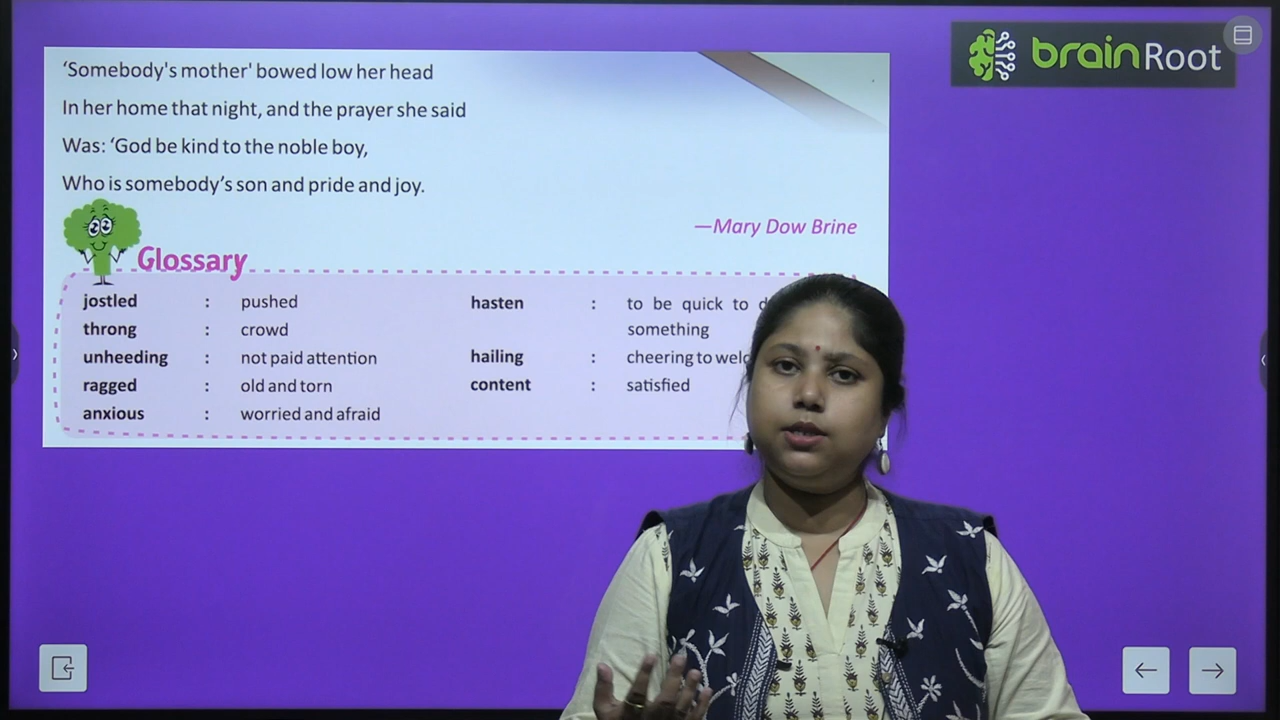 brainRoot
‘Somebody's mother' bowed low her head
In her home that night, and the prayer she said
Was: ‘God be kind to the noble boy,
Who is somebody’s son and pride and joy.
—Mary Dow Brine
Glossary
jostled : pushed
throng : crowd
unheeding : not paid attention
ragged : old and torn
anxious : worried and afraid
hasten : to be quick to
something
hailing : cheering to
content : satisfied